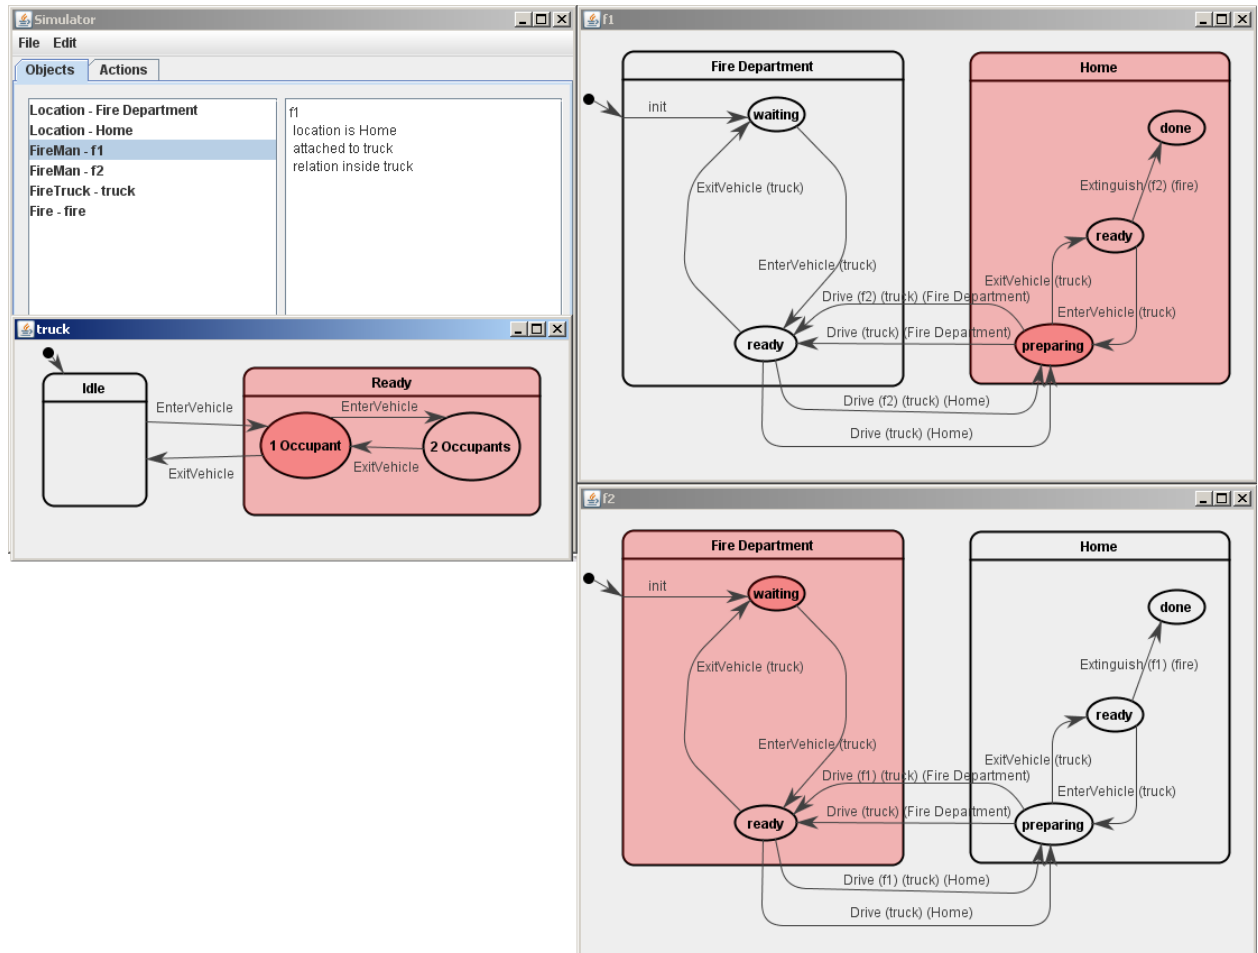 Simulator
File Edit
Objects Actions
Location - Fire Department
Location - Home
FireMan - f1
FireMan - f2
FireTruck - truck
Fire - fire
f1
location is Home
attached to truck
relation inside truck
truck
Idle
Ready
EnterVehicle
EnterVehicle
1 Occupant
2 Occupants
ExitVehicle
ExitVehicle
f1
Fire Department
Home
init
waiting
done
ExitVehicle (truck)
Extinguish (f2) (fire)
ready
EnterVehicle (truck)
ExitVehicle (truck)
Drive (f2) (truck) (Fire Department)
EnterVehicle (truck)
Drive (truck) (Fire Department)
ready
preparing
Drive (f2) (truck) (Home)
Drive (truck) (Home)
f2
Fire Department
Home
init
waiting
done
ExitVehicle (truck)
Extinguish (f1) (fire)
ready
EnterVehicle (truck)
ExitVehicle (truck)
Drive (f1) (truck) (Fire Department)
EnterVehicle (truck)
Drive (truck) (Fire Department)
ready
preparing
Drive (f1) (truck) (Home)
Drive (truck) (Home)